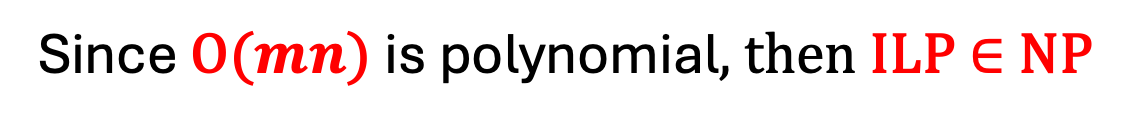 Since O(mn) is polynomial, then ILP ∈ NP